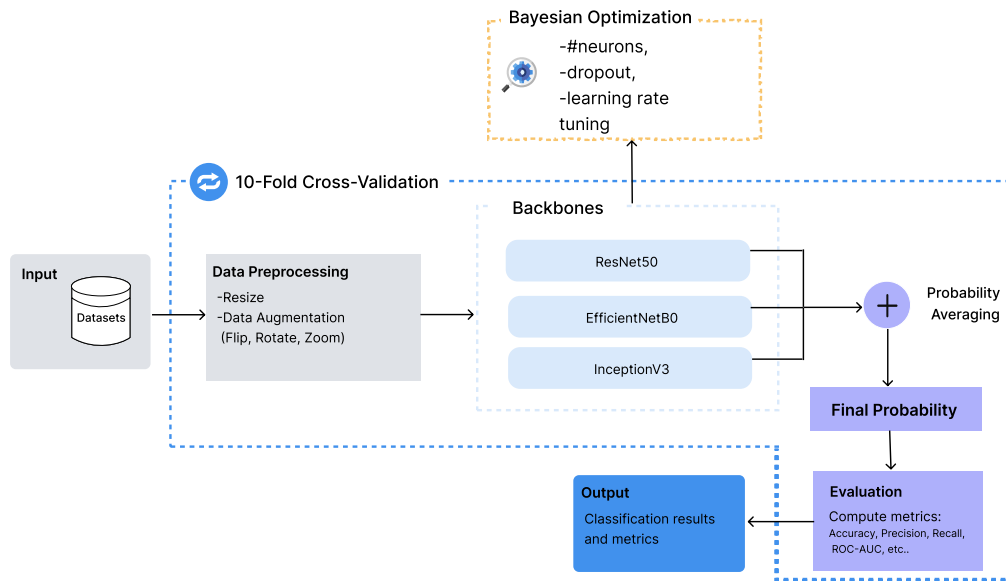 Bayesian Optimization
-#neurons,
-dropout,
-learning rate
tuning
10-Fold Cross-Validation
Backbones
Input
Datasets
Data Preprocessing
-Resize
-Data Augmentation
(Flip, Rotate, Zoom)
ResNet50
EfficientNetB0
InceptionV3
Probability
Averaging
Final Probability
Evaluation
Compute metrics:
Accuracy, Precision, Recall,
ROC-AUC, etc..
Output
Classification results
and metrics